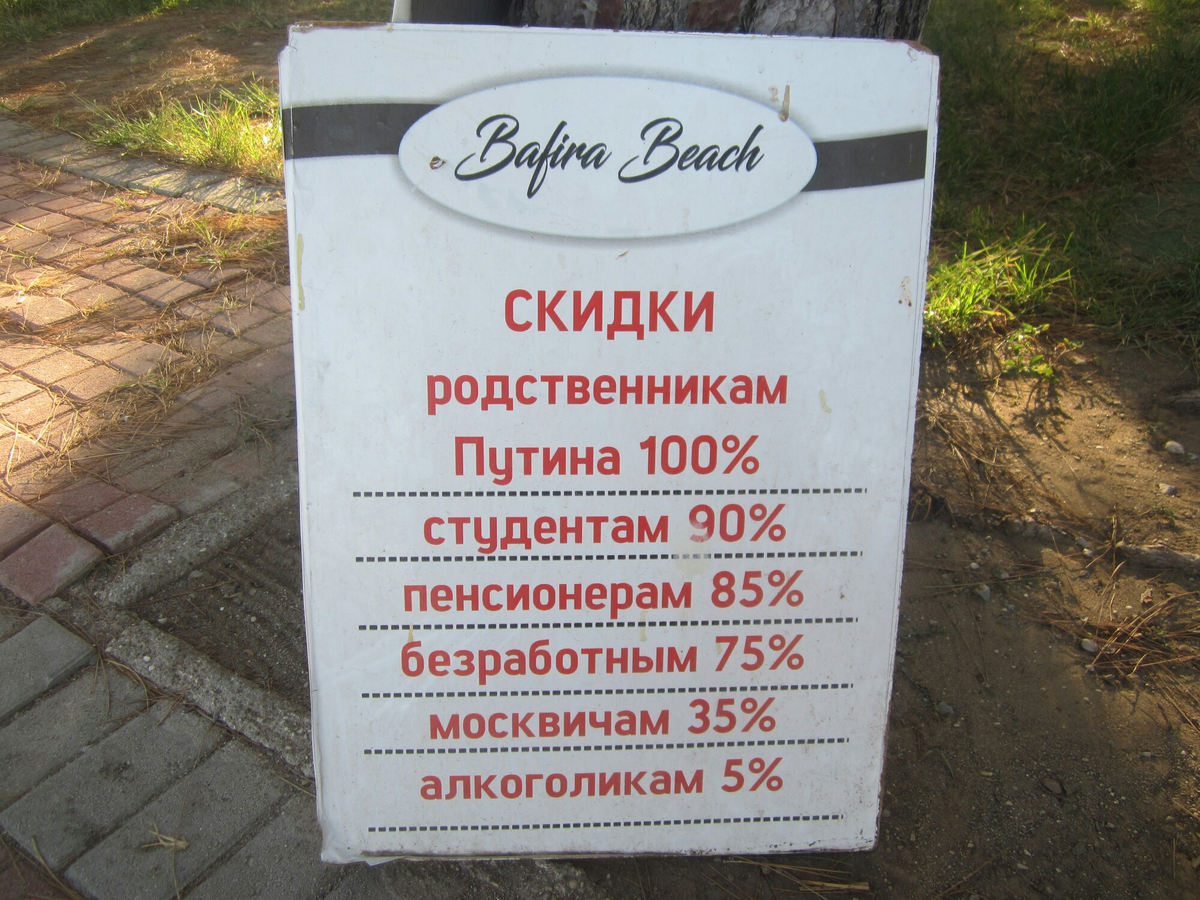 Bafira Beach
СКИДКИ
родственникам
Путина 100%
студентам 90%
пенсионерам 85%
безработным 75%
москвичам 35%
алкоголикам 5%